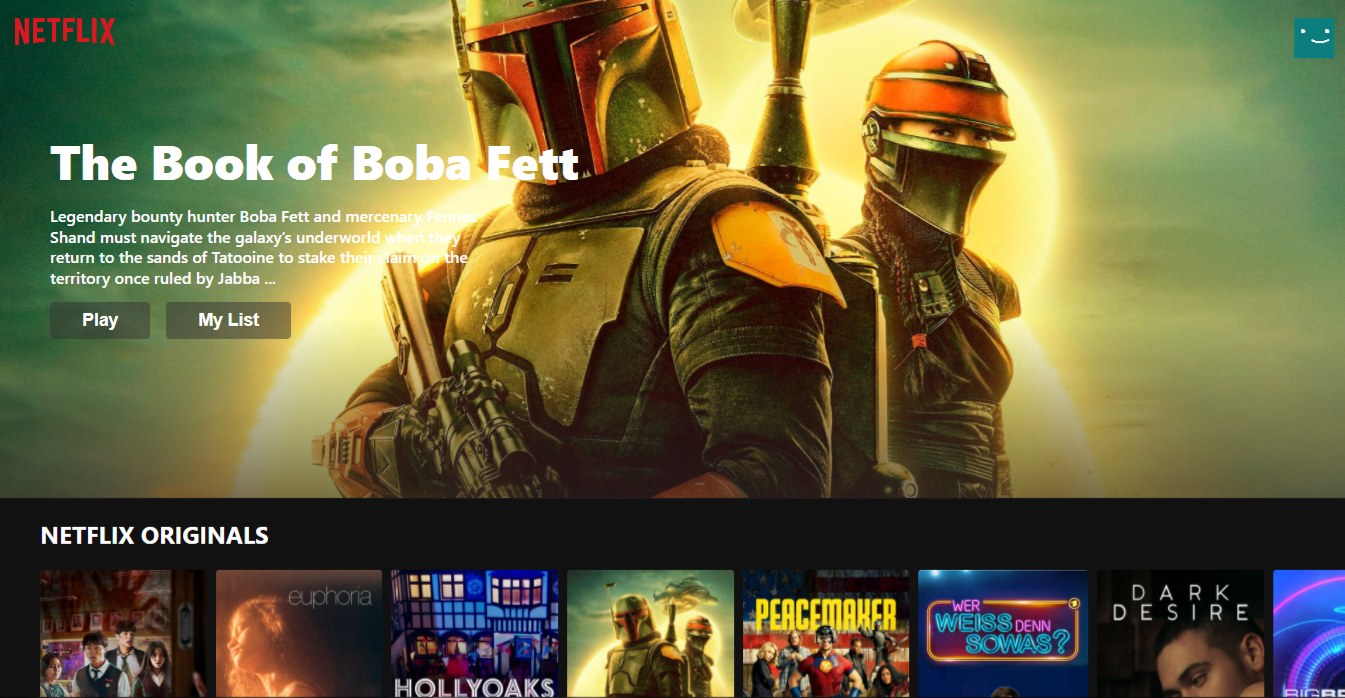 NETFLIX
The Book of Boba Fett
Legendary bounty hunter Boba Fett and mercenary Fennec
Shand must navigate the galaxy’s underworld when they
return to the sands of Tatooine to stake their claim on the
territory once ruled by Jabba ...
Play My List
NETFLIX ORIGINALS
euphoria
HOLLYOAKS
PEACEMAKER
WER
WEISS DENN
SOWAS?
DARK
DESIRE